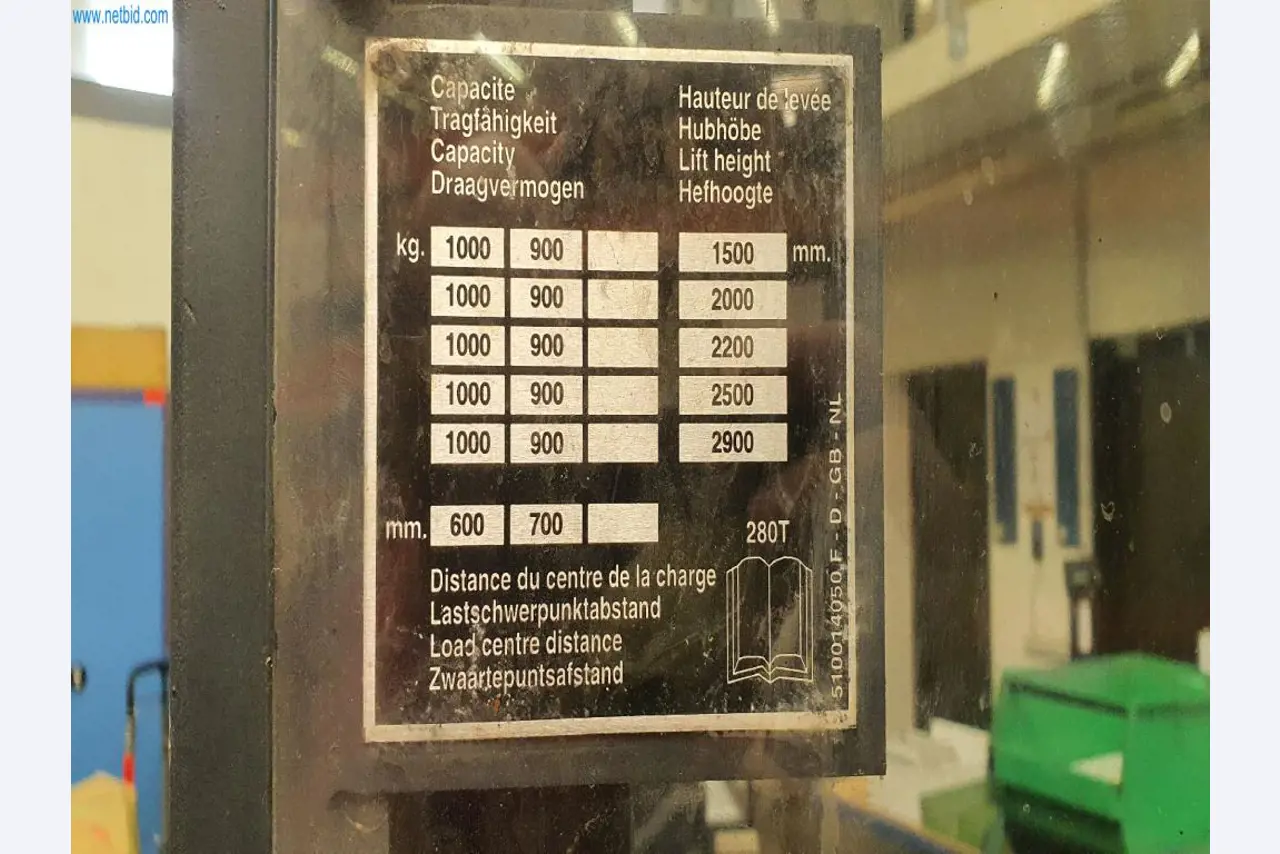 www.netbid.com
Capacité
Tragfähigkeit
Capacity
Draagvermogen
Hauteur de levée
Hubhöbe
Lift height
Hefhoogte
kg. 1000 900 1500 mm.
1000 900 2000
1000 900 2200
1000 900 2500
1000 900 2900
mm. 600 700
280T
Distance du centre de la charge
Lastschwerpunktabstand
Load centre distance
Zwaartepuntsafstand
510014050 F - D - GB - NL